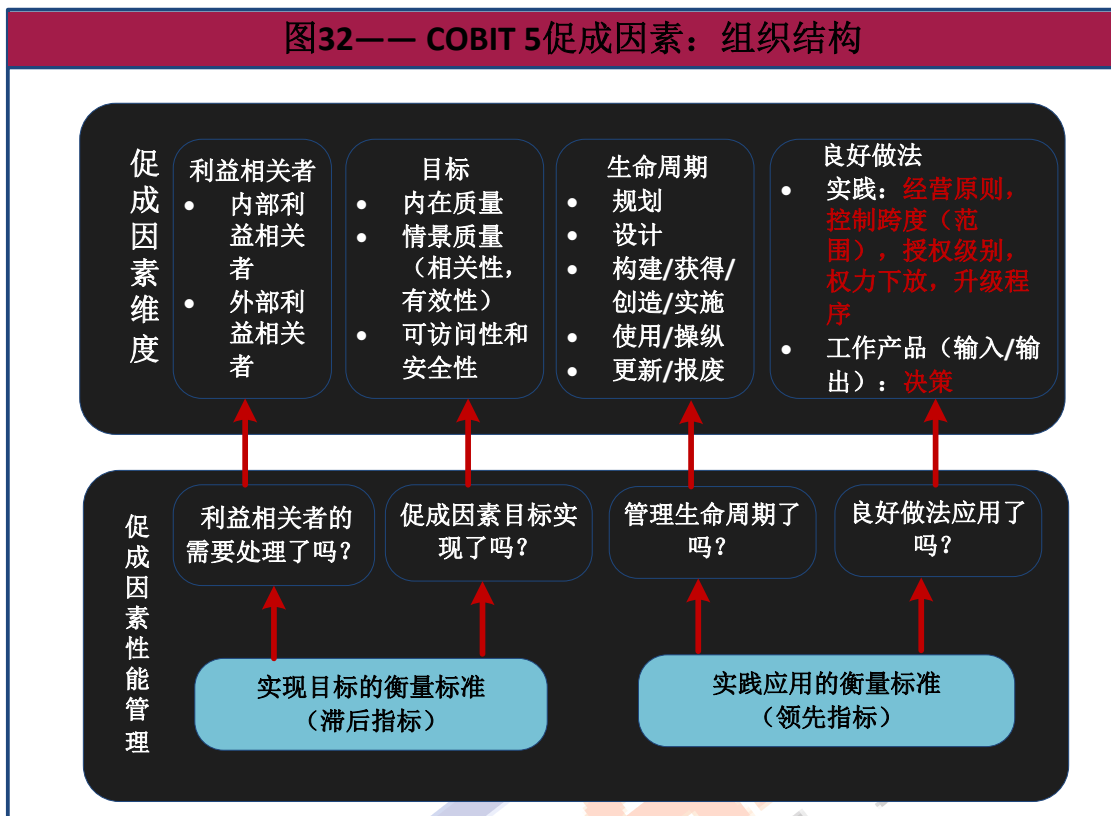 图32—— COBIT 5促成因素：组织结构
促成因素维度
利益相关者
• 内部利
益相关
者
• 外部利
益相关
者
目标
• 内在质量
• 情景质量
（相关性，
有效性）
• 可访问性和
安全性
生命周期
• 规划
• 设计
• 构建/获得/
创造/实施
• 使用/操纵
• 更新/报废
良好做法
• 实践：经营原则，
控制跨度（范
围），授权级别，
权力下放，升级程
序
• 工作产品（输入/输
出）：决策
促成因素性能管理
利益相关者的
需要处理了吗？
促成因素目标实
现了吗？
管理生命周期了
吗？
良好做法应用了
吗？
实现目标的衡量标准
（滞后指标）
实践应用的衡量标准
（领先指标）